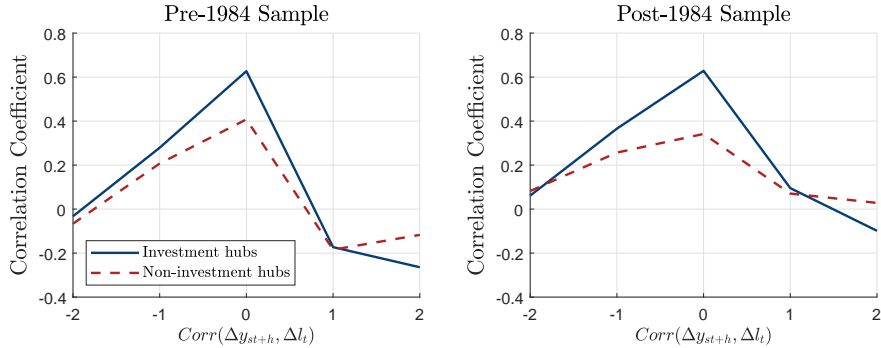 Pre-1984 Sample
Correlation Coefficient
0.8
0.6
0.4
0.2
0
-0.2
-0.4
Investment hubs
Non-investment hubs
-2 -1 0 1 2
Corr(Δy_{st+h}, Δl_t)
Post-1984 Sample
Correlation Coefficient
0.8
0.6
0.4
0.2
0
-0.2
-0.4
-2 -1 0 1 2
Corr(Δy_{st+h}, Δl_t)